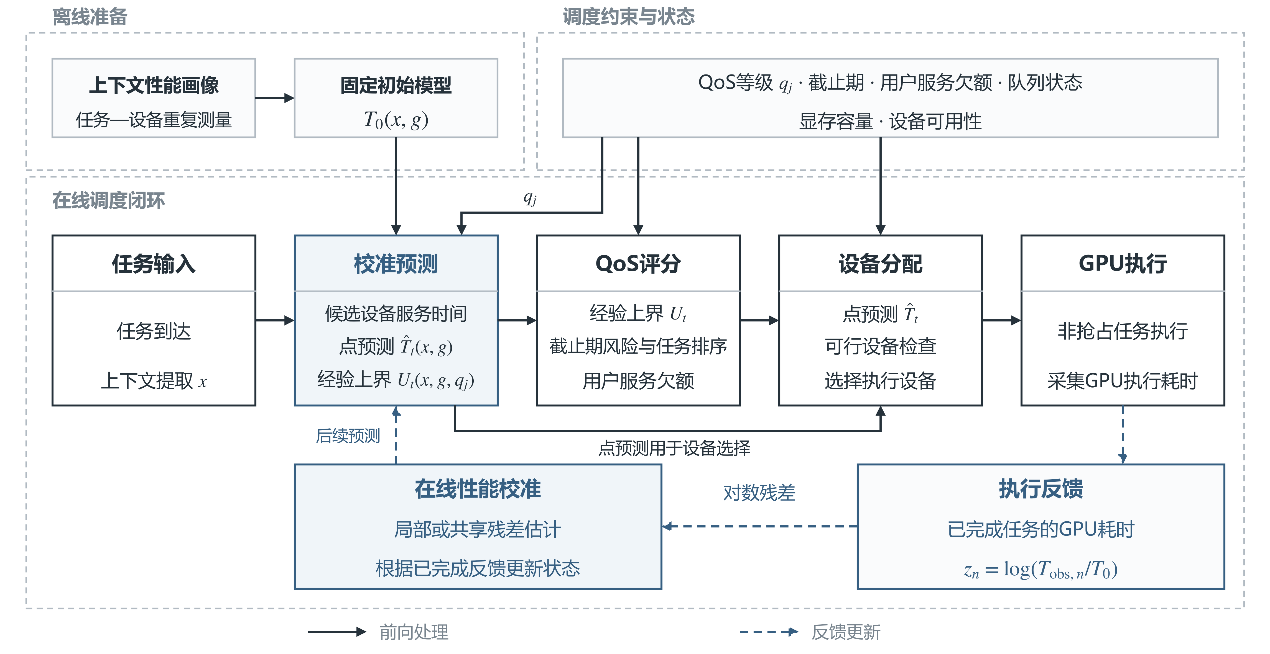 离线准备
上下文性能画像
任务—设备重复测量
固定初始模型
T₀(x, g)
调度约束与状态
QoS等级 qⱼ · 截止期 · 用户服务欠额 · 队列状态
显存容量 · 设备可用性
在线调度闭环
qⱼ
任务输入
任务到达
上下文提取 x
校准预测
候选设备服务时间
点预测 T̂ₜ(x, g)
经验上界 Uₜ(x, g, qⱼ)
QoS评分
经验上界 Uₜ
截止期风险与任务排序
用户服务欠额
设备分配
点预测 T̂ₜ
可行设备检查
选择执行设备
GPU执行
非抢占任务执行
采集GPU执行耗时
后续预测
点预测用于设备选择
在线性能校准
局部或共享残差估计
根据已完成反馈更新状态
对数残差
执行反馈
已完成任务的GPU耗时
zₙ = log(T_obs, n/T₀)
前向处理
反馈更新